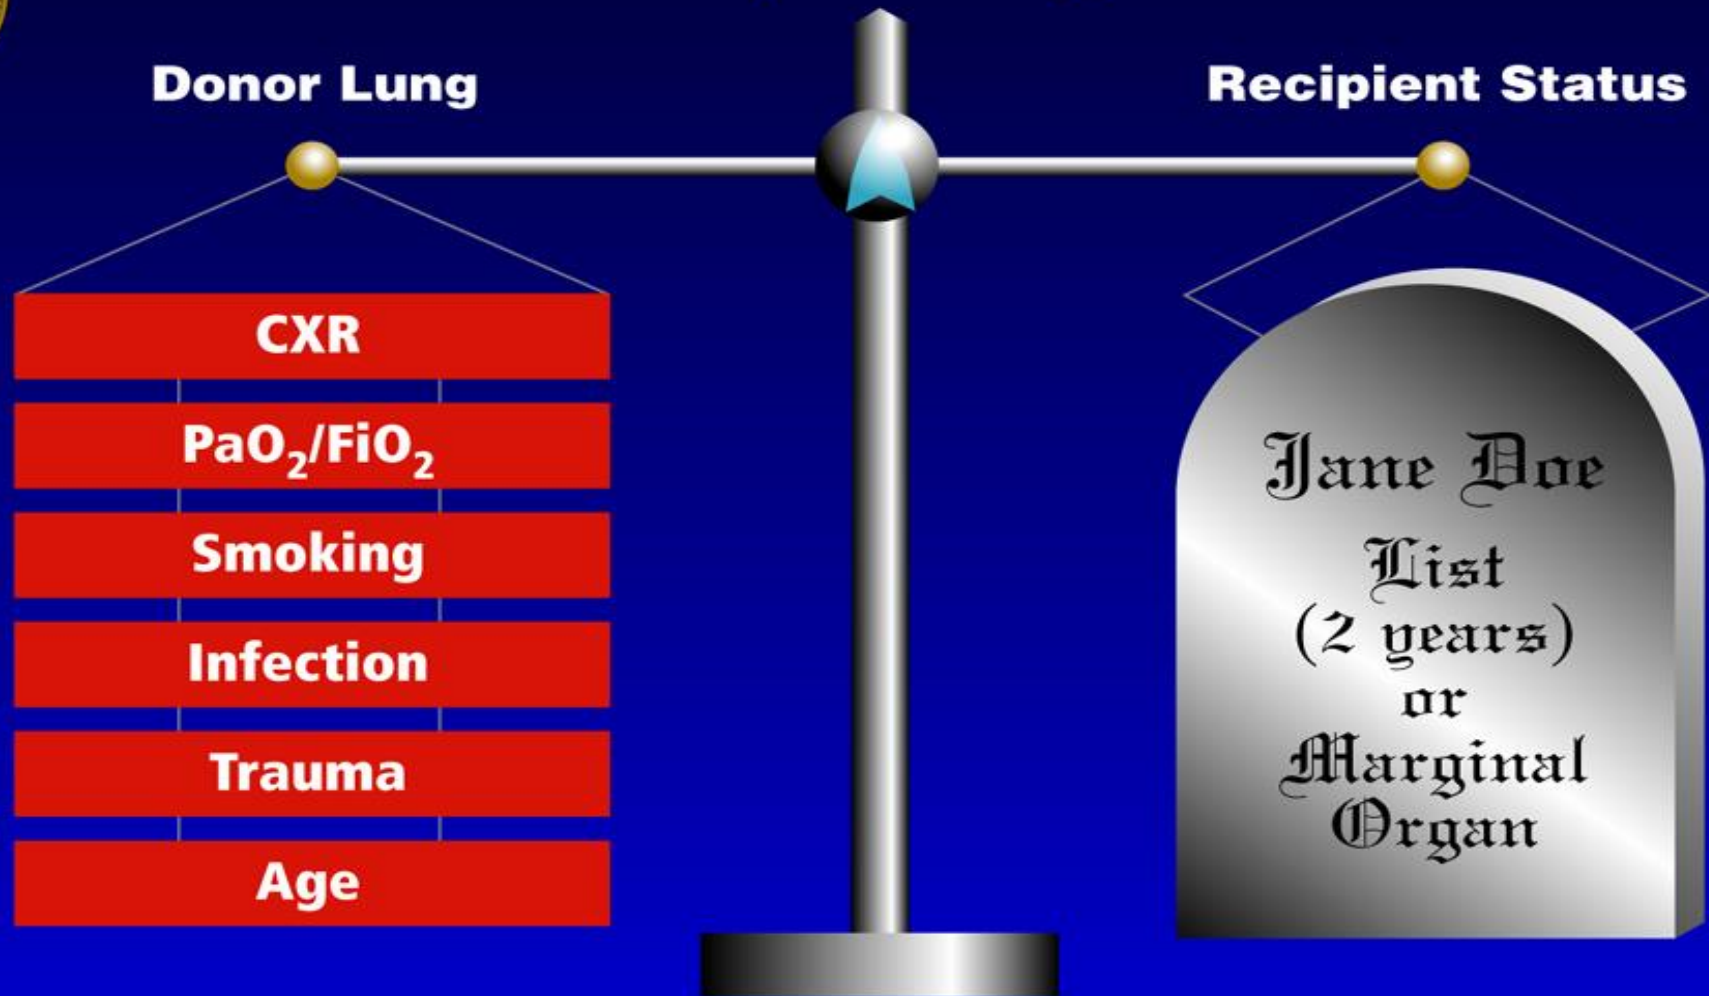 Donor Lung
Recipient Status
CXR
PaO₂/FiO₂
Smoking
Infection
Trauma
Age
Jane Doe
List
(2 years)
or
Marginal
Organ